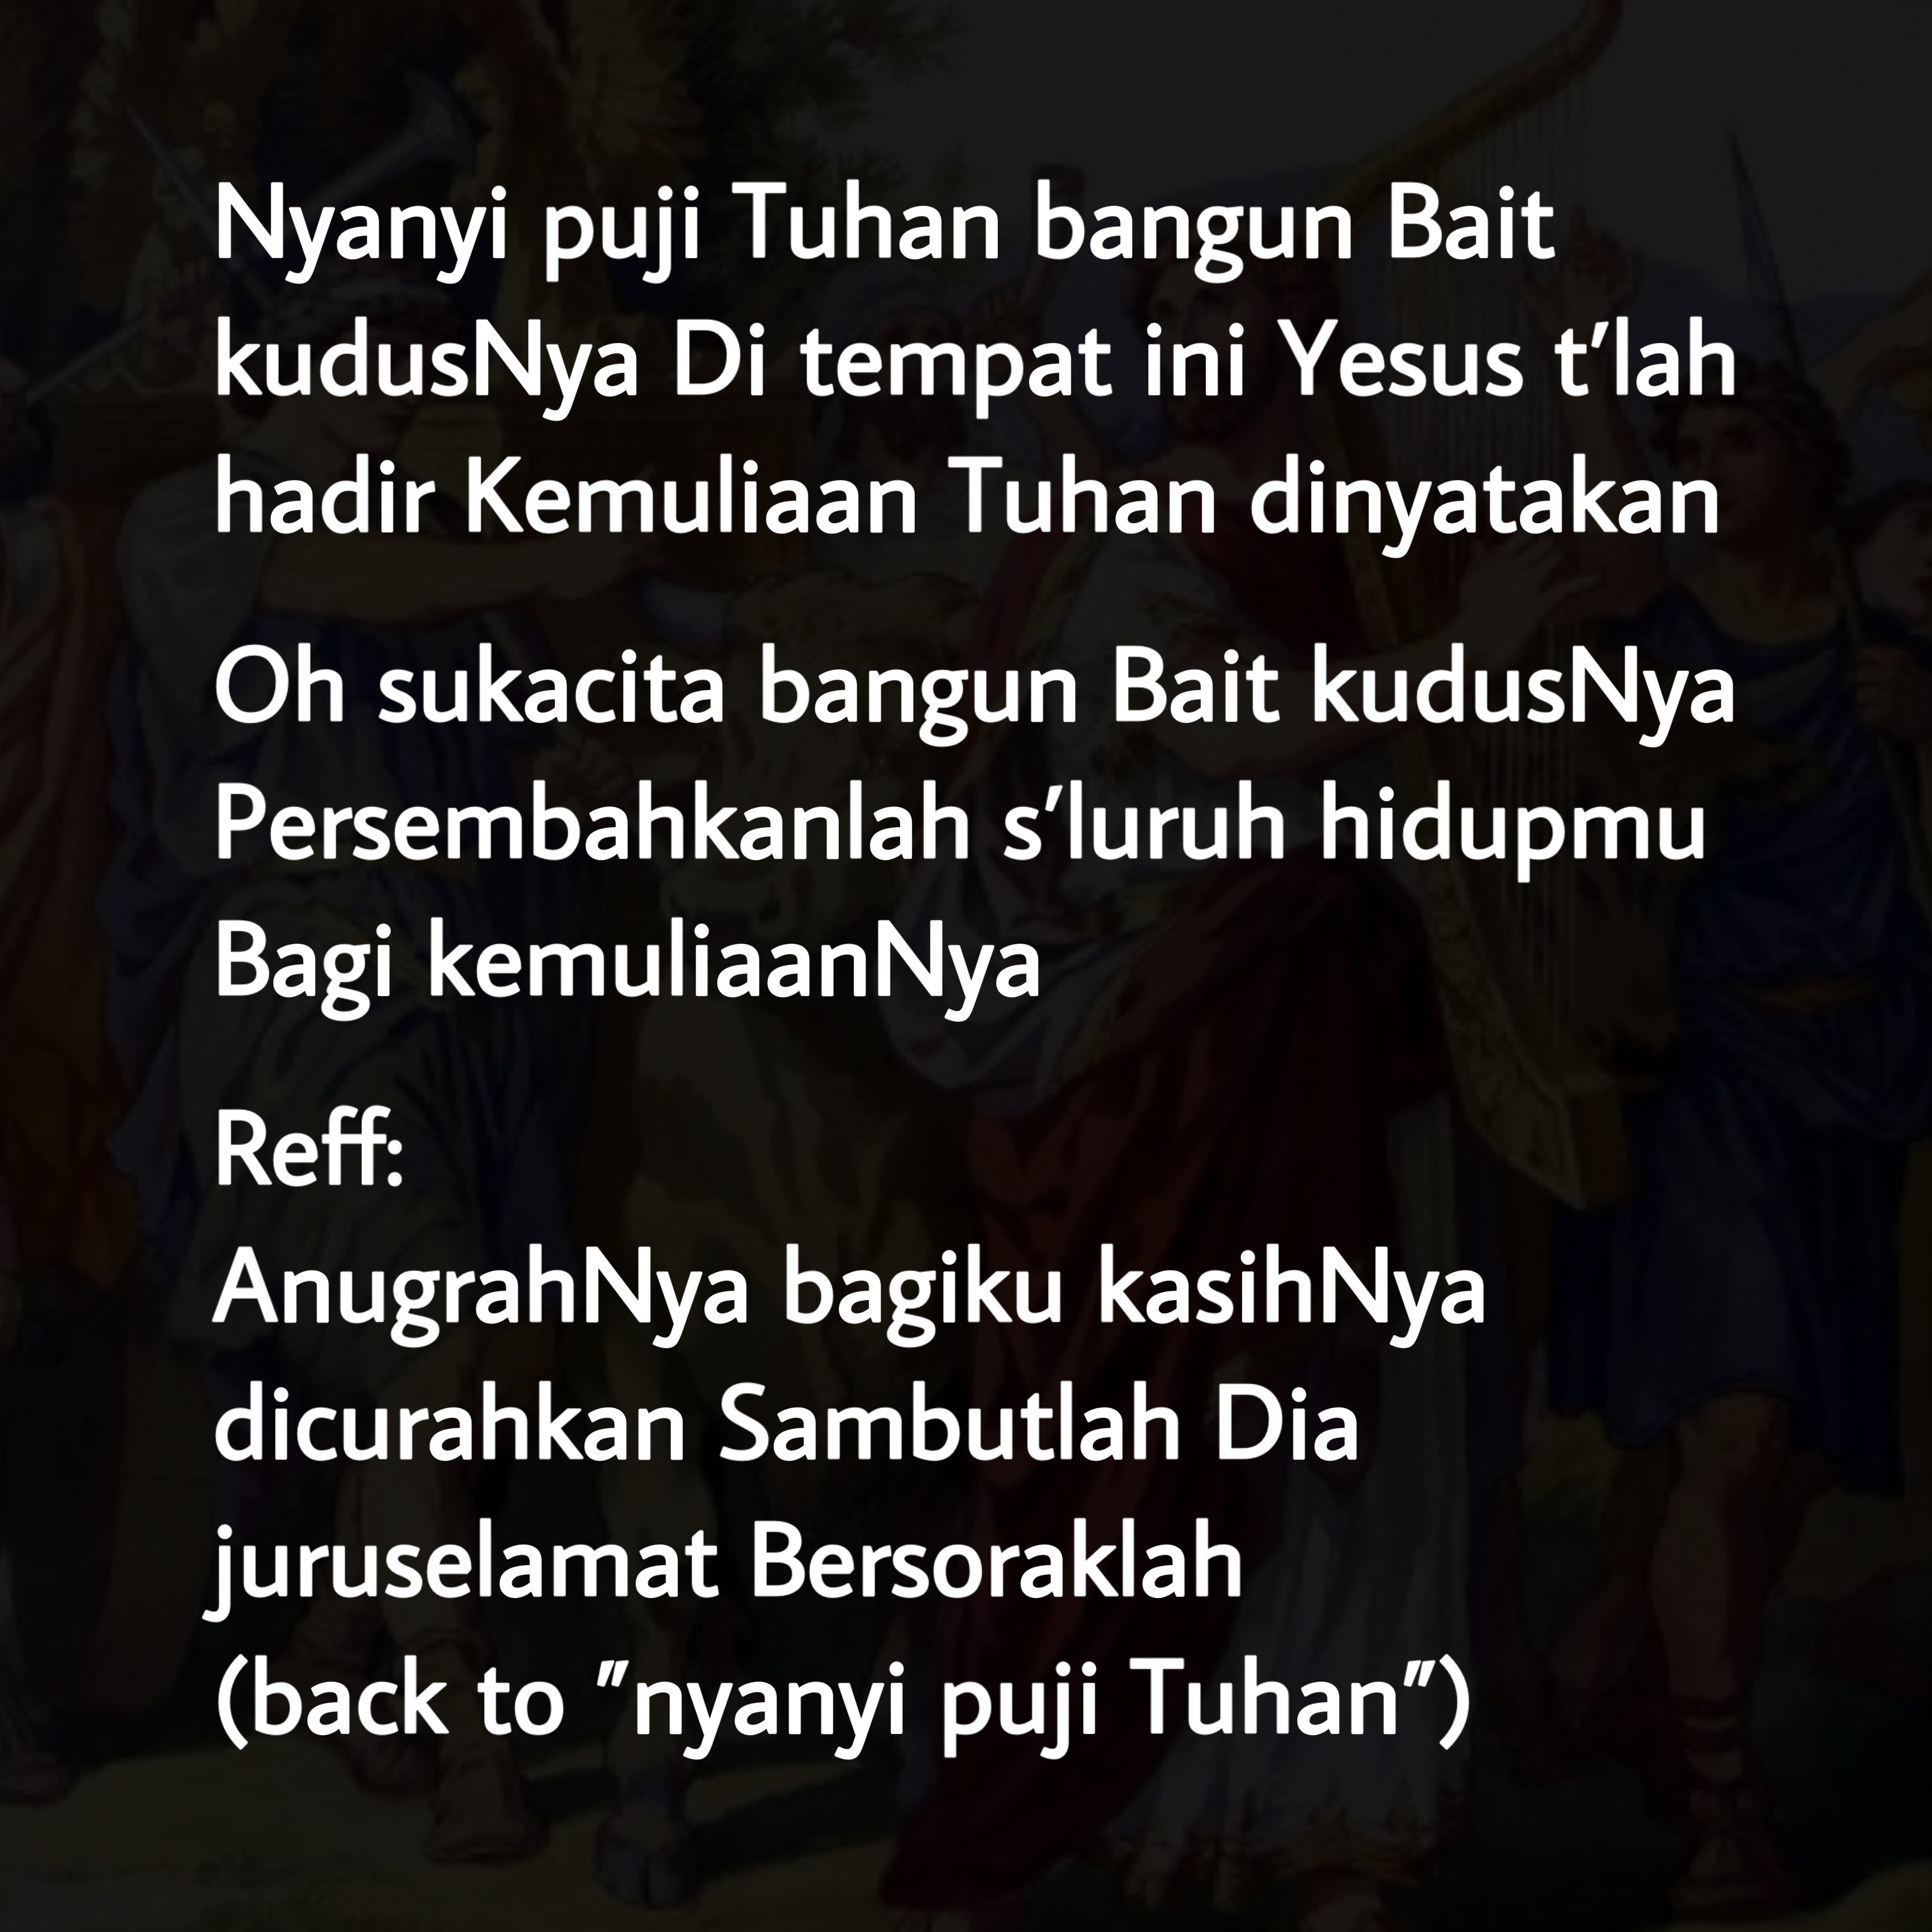 Nyanyi puji Tuhan bangun Bait
kudusNya Di tempat ini Yesus t'lah
hadir Kemuliaan Tuhan dinyatakan
Oh sukacita bangun Bait kudusNya
Persembahkanlah s'luruh hidupmu
Bagi kemuliaanNya
Reff:
AnugrahNya bagiku kasihNya
dicurahkan Sambutlah Dia
juruselamat Bersoraklah
(back to "nyanyi puji Tuhan")